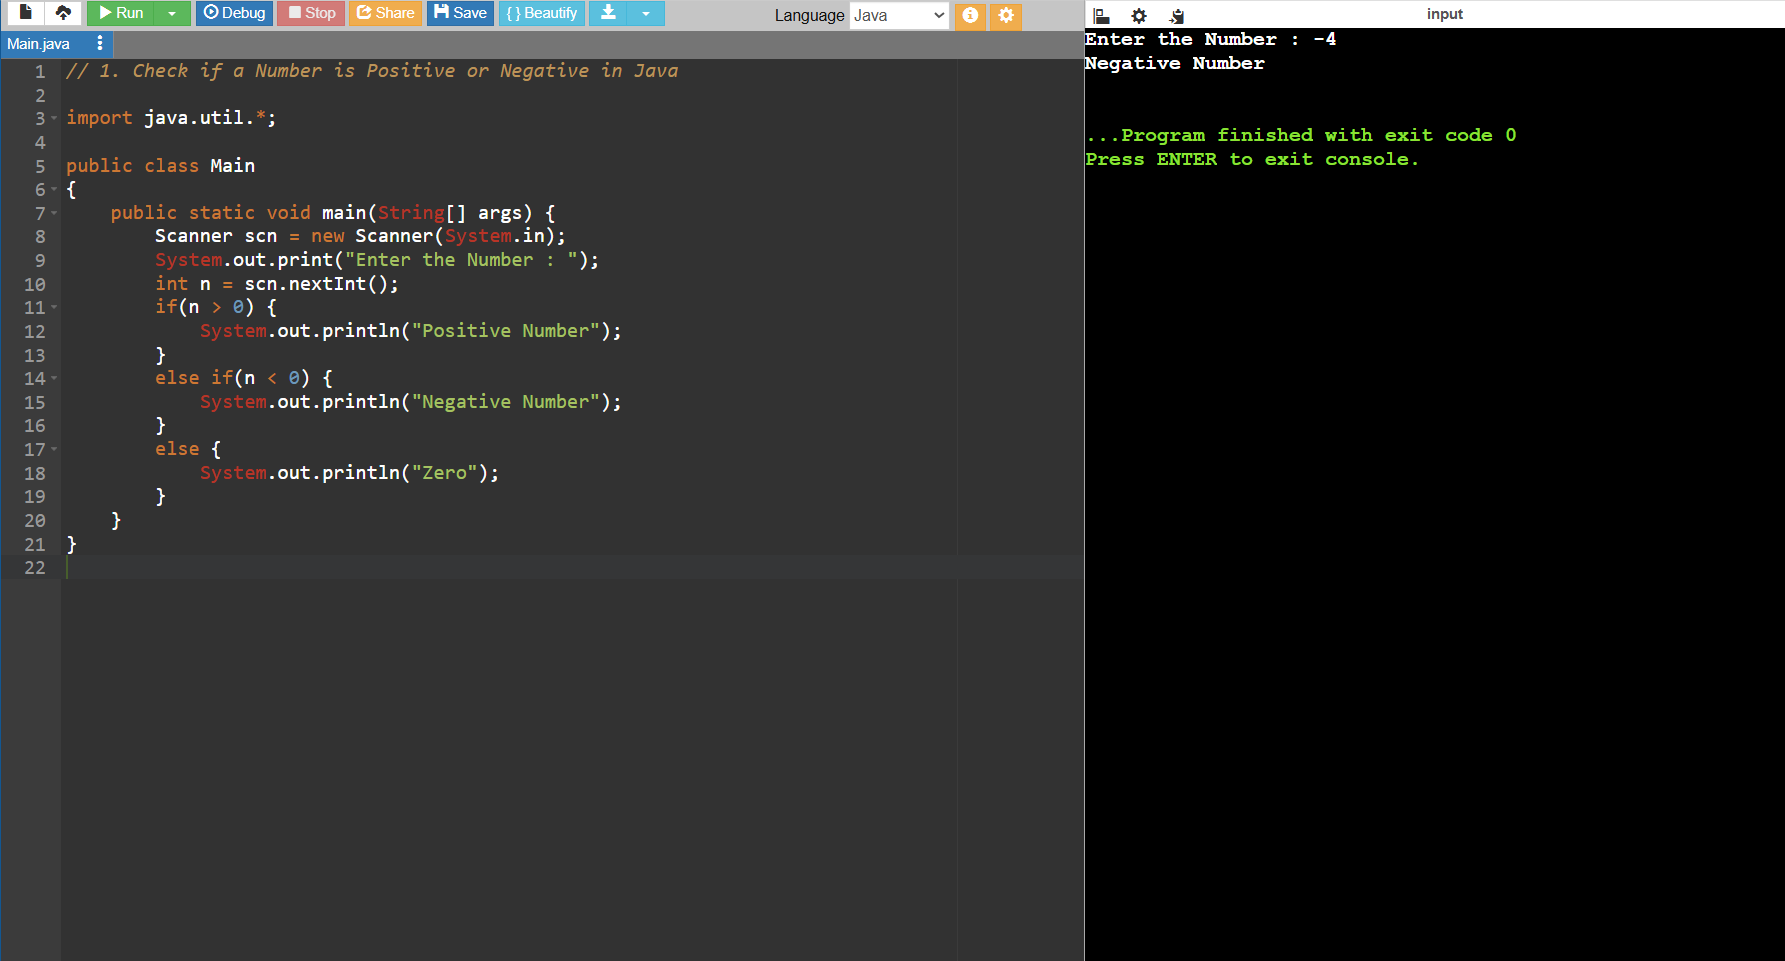 Run Debug Stop Share Save { } Beautify Language Java input
Main.java
1 // 1. Check if a Number is Positive or Negative in Java
2
3 import java.util.*;
4
5 public class Main
6 {
7     public static void main(String[] args) {
8         Scanner scn = new Scanner(System.in);
9         System.out.print("Enter the Number : ");
10         int n = scn.nextInt();
11         if(n > 0) {
12             System.out.println("Positive Number");
13         }
14         else if(n < 0) {
15             System.out.println("Negative Number");
16         }
17         else {
18             System.out.println("Zero");
19         }
20     }
21 }
22
Enter the Number : -4
Negative Number
...Program finished with exit code 0
Press ENTER to exit console.